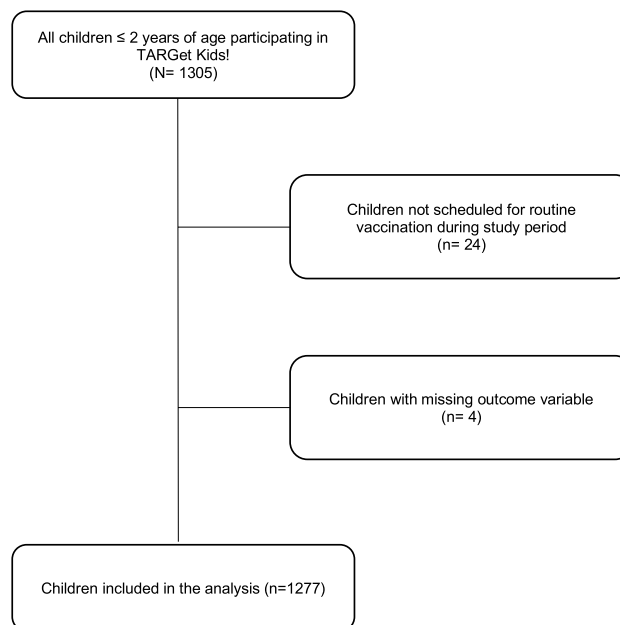 All children ≤ 2 years of age participating in
TARGet Kids!
(N= 1305)
Children not scheduled for routine
vaccination during study period
(n= 24)
Children with missing outcome variable
(n= 4)
Children included in the analysis (n=1277)